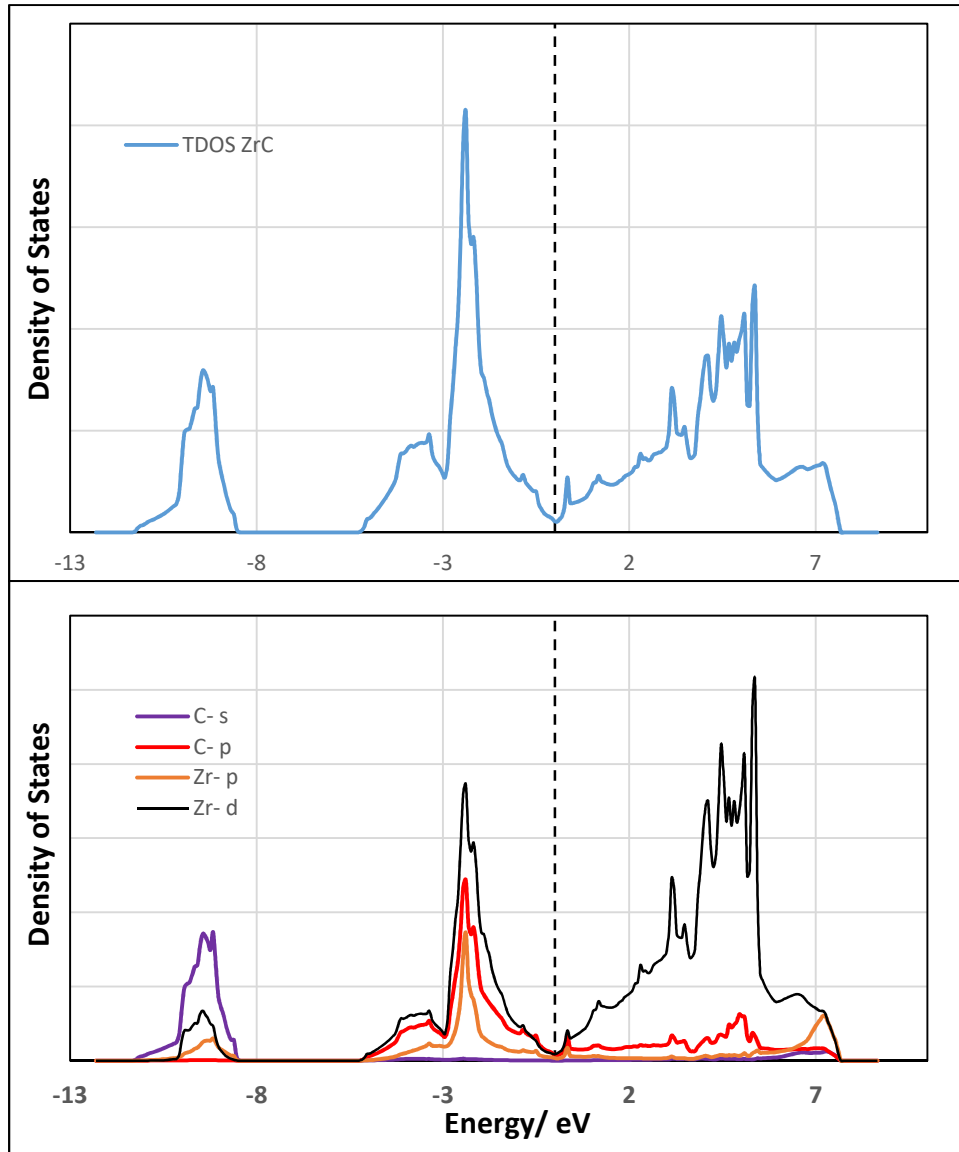 Density of States
TDOS ZrC
-13 -8 -3 2 7
Density of States
C- s
C- p
Zr- p
Zr- d
-13 -8 -3 2 7
Energy/ eV